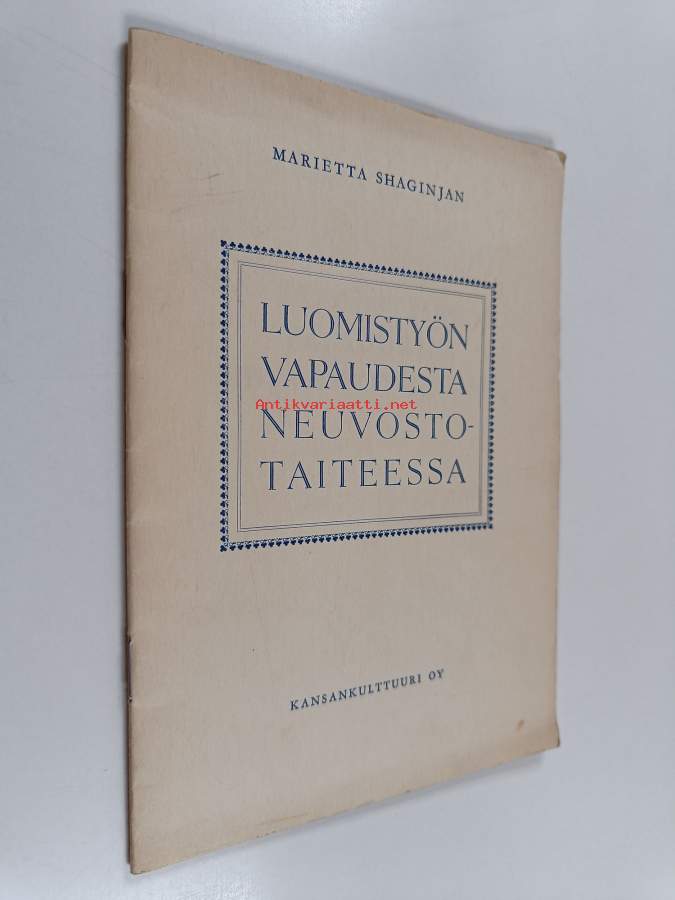 MARIETTA SHAGINJAN
LUOMISTYÖN
VAPAUDESTA
Antikvariaatti.net
NEUVOSTO-
TAITEESSA
KANSANKULTTUURI OY